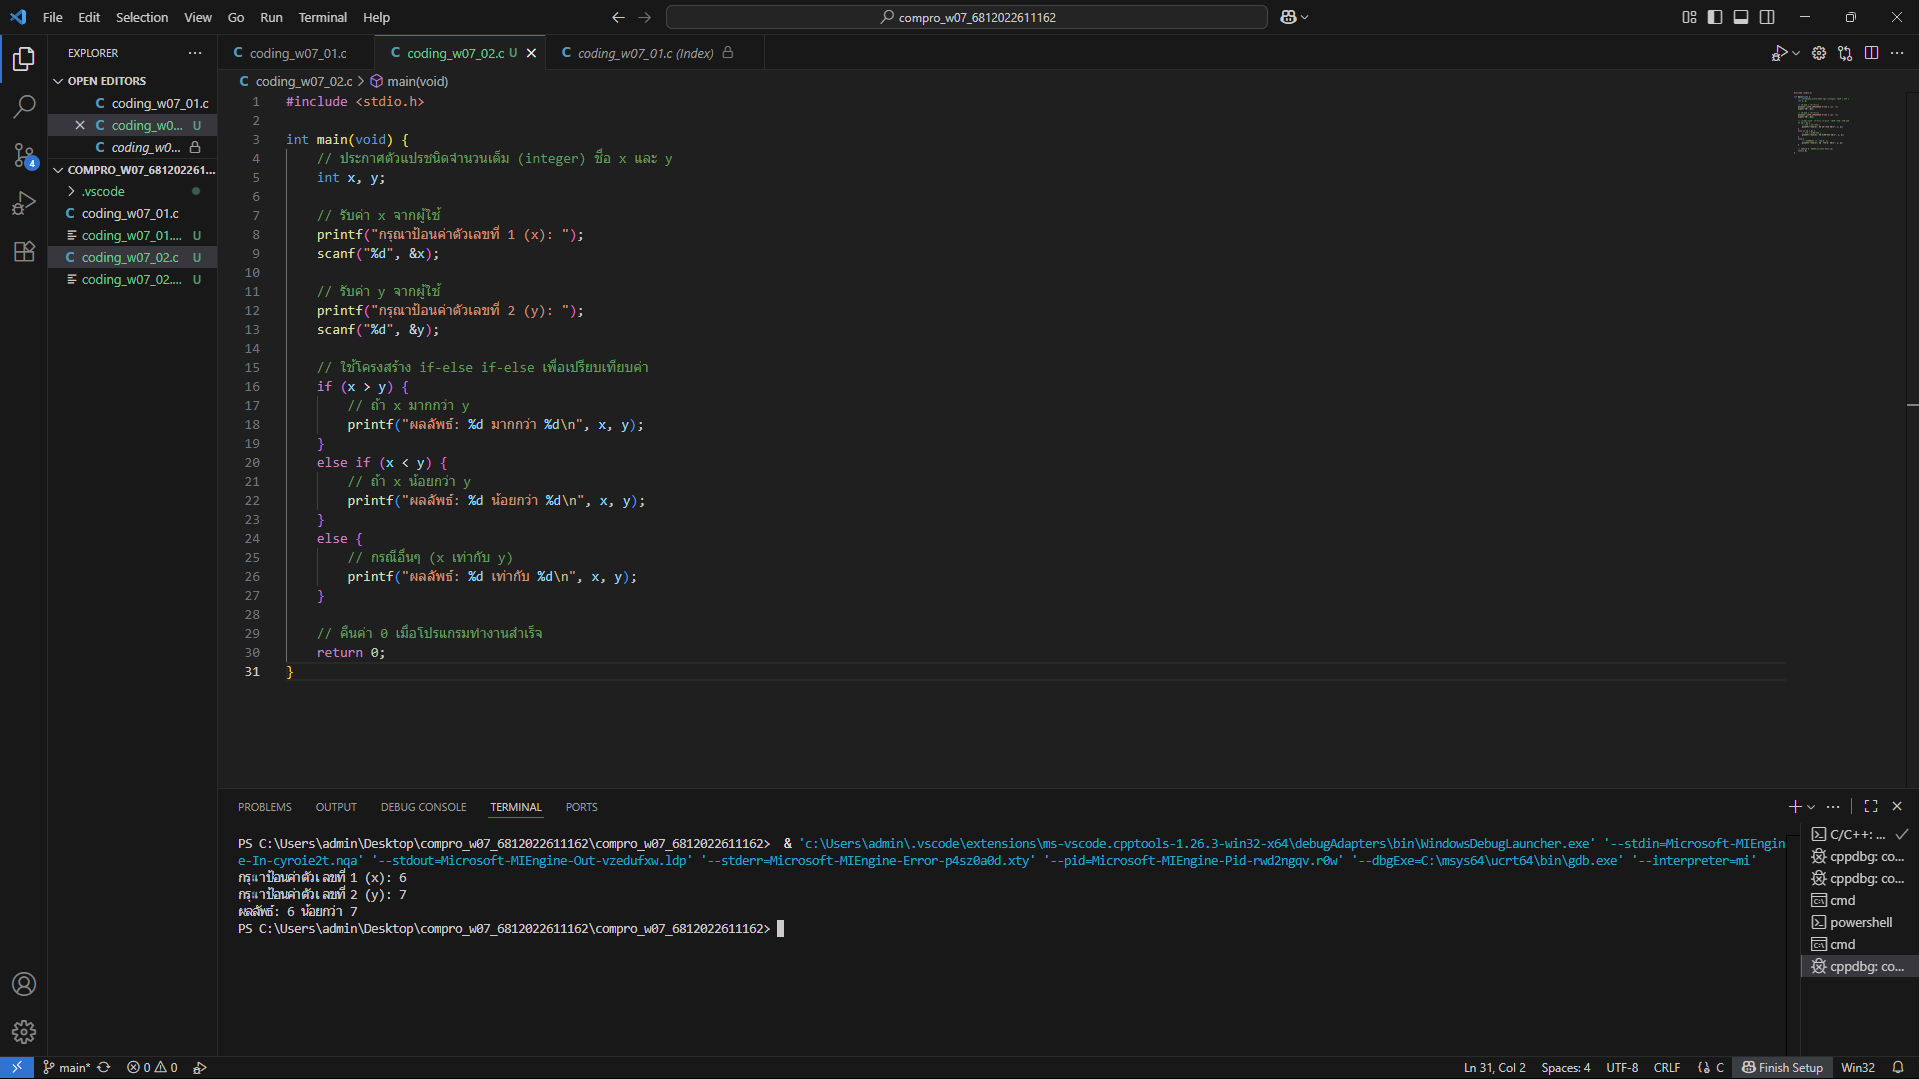 File Edit Selection View Go Run Terminal Help
compro_w07_6812022611162
EXPLORER
OPEN EDITORS
coding_w07_01.c
coding_w0... U
coding_w0...
COMPRO_W07_681202261...
.vscode
coding_w07_01.c
coding_w07_01.... U
coding_w07_02.c U
coding_w07_02.... U
4
coding_w07_01.c coding_w07_02.c U coding_w07_01.c (Index)
coding_w07_02.c > main(void)
1 #include <stdio.h>
2
3 int main(void) {
4 // ประกาศตัวแปรชนิดจำนวนเต็ม (integer) ชื่อ x และ y
5 int x, y;
6
7 // รับค่า x จากผู้ใช้
8 printf("กรุณาป้อนค่าตัวเลขที่ 1 (x): ");
9 scanf("%d", &x);
10
11 // รับค่า y จากผู้ใช้
12 printf("กรุณาป้อนค่าตัวเลขที่ 2 (y): ");
13 scanf("%d", &y);
14
15 // ใช้โครงสร้าง if-else if-else เพื่อเปรียบเทียบค่า
16 if (x > y) {
17 // ถ้า x มากกว่า y
18 printf("ผลลัพธ์: %d มากกว่า %d\n", x, y);
19 }
20 else if (x < y) {
21 // ถ้า x น้อยกว่า y
22 printf("ผลลัพธ์: %d น้อยกว่า %d\n", x, y);
23 }
24 else {
25 // กรณีอื่นๆ (x เท่ากับ y)
26 printf("ผลลัพธ์: %d เท่ากับ %d\n", x, y);
27 }
28
29 // คืนค่า 0 เมื่อโปรแกรมทำงานสำเร็จ
30 return 0;
31 }
PROBLEMS OUTPUT DEBUG CONSOLE TERMINAL PORTS
PS C:\Users\admin\Desktop\compro_w07_6812022611162\compro_w07_6812022611162> & 'c:\Users\admin\.vscode\extensions\ms-vscode.cpptools-1.26.3-win32-x64\debugAdapters\bin\WindowsDebugLauncher.exe' '--stdin=Microsoft-MIEngin
e-In-cyroie2t.nqa' '--stdout=Microsoft-MIEngine-Out-vzedufxw.ldp' '--stderr=Microsoft-MIEngine-Error-p4sz0a0d.xty' '--pid=Microsoft-MIEngine-Pid-rwd2ngqv.r0w' '--dbgExe=C:\msys64\ucrt64\bin\gdb.exe' '--interpreter=mi'
กรุณาป้อนค่าตัวเลขที่ 1 (x): 6
กรุณาป้อนค่าตัวเลขที่ 2 (y): 7
ผลลัพธ์: 6 น้อยกว่า 7
PS C:\Users\admin\Desktop\compro_w07_6812022611162\compro_w07_6812022611162>
C/C++: ...
cppdbg: co...
cppdbg: co...
cmd
powershell
cmd
cppdbg: co...
main* 0 0 Ln 31, Col 2 Spaces: 4 UTF-8 CRLF {} C Finish Setup Win32